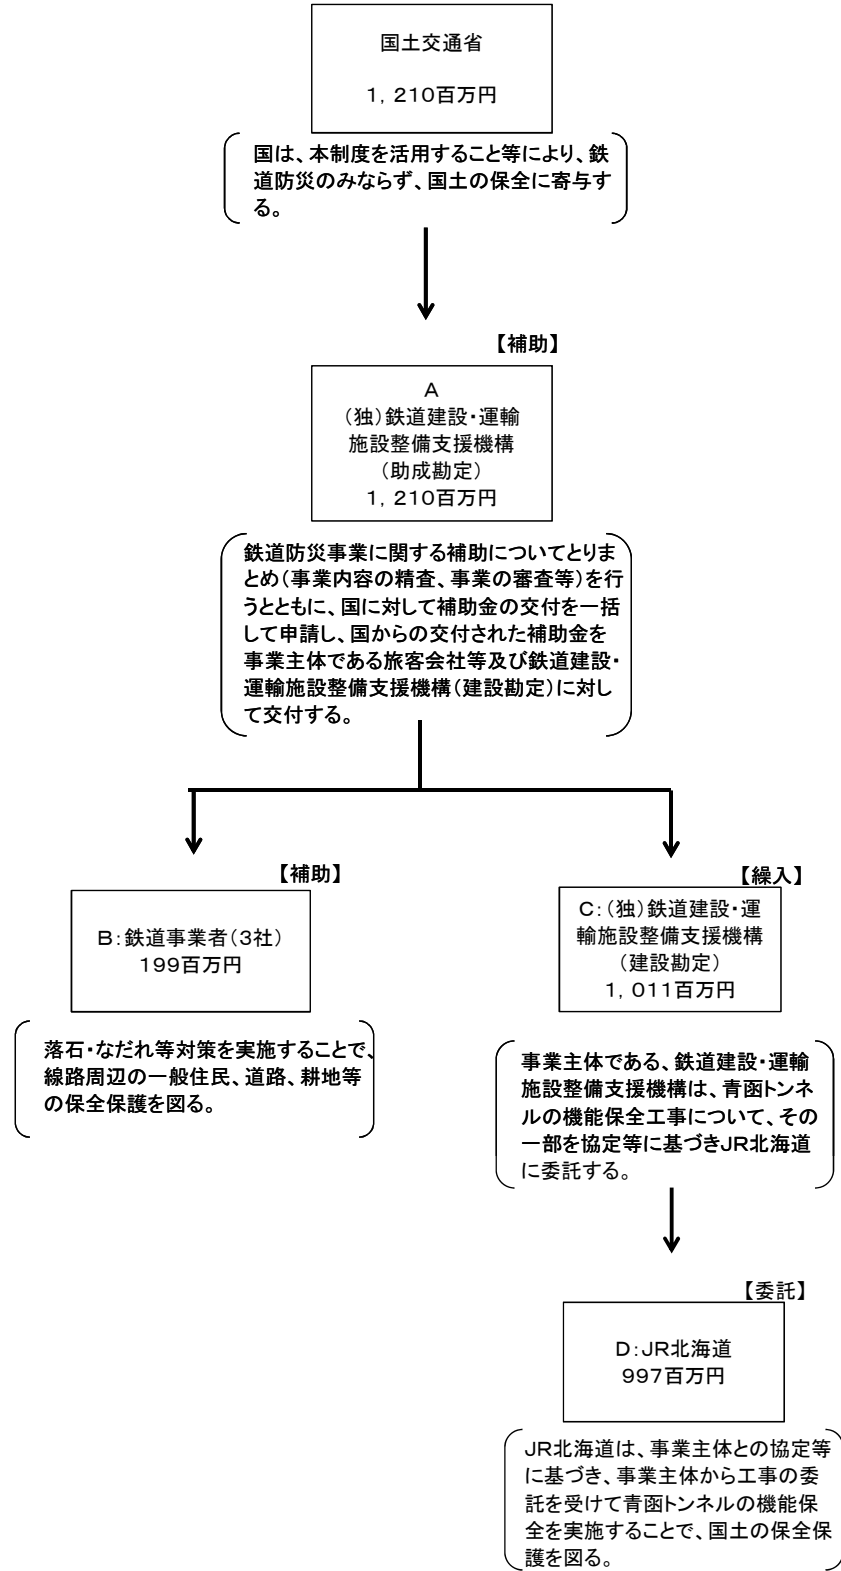 国土交通省
1，210百万円
国は、本制度を活用すること等により、鉄
道防災のみならず、国土の保全に寄与す
る。
【補助】
A
（独）鉄道建設・運輸
施設整備支援機構
（助成勘定）
1，210百万円
鉄道防災事業に関する補助についてとりま
とめ（事業内容の精査、事業の審査等）を行
うとともに、国に対して補助金の交付を一括
して申請し、国からの交付された補助金を
事業主体である旅客会社等及び鉄道建設・
運輸施設整備支援機構（建設勘定）に対し
て交付する。
【補助】
B：鉄道事業者（3社）
199百万円
落石・なだれ等対策を実施することで、
線路周辺の一般住民、道路、耕地等
の保全保護を図る。
【繰入】
C：（独）鉄道建設・運
輸施設整備支援機構
（建設勘定）
1，011百万円
事業主体である、鉄道建設・運輸
施設整備支援機構は、青函トンネ
ルの機能保全工事について、その
一部を協定等に基づきJR北海道
に委託する。
【委託】
D：JR北海道
997百万円
JR北海道は、事業主体との協定等
に基づき、事業主体から工事の委
託を受けて青函トンネルの機能保
全を実施することで、国土の保全保
護を図る。